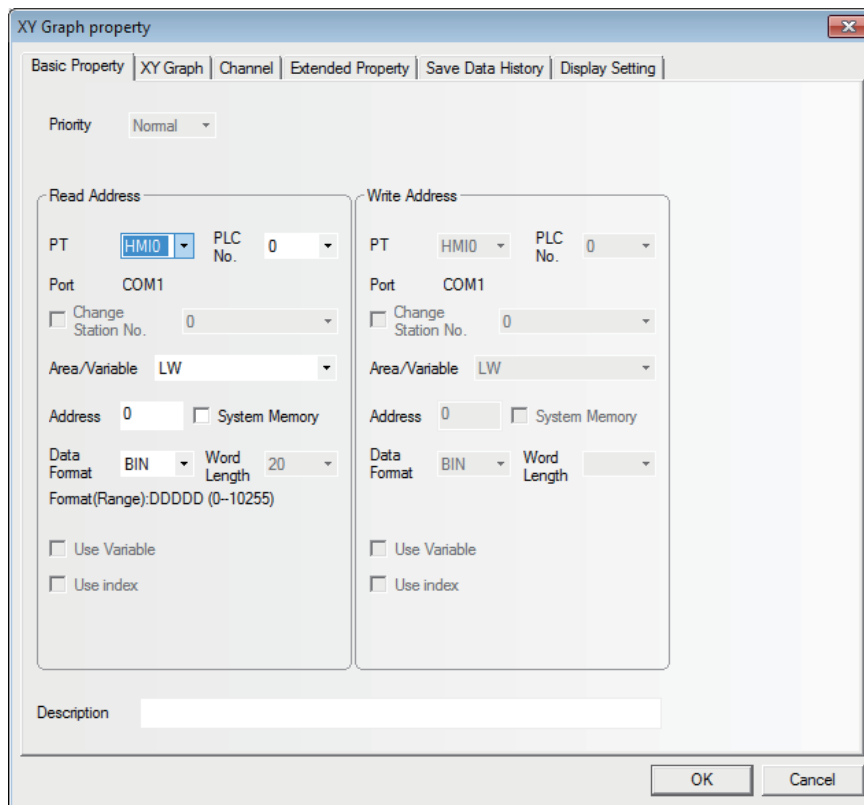 XY Graph property
Basic Property XY Graph Channel Extended Property Save Data History Display Setting
Priority Normal
Read Address
PT HMI0 PLC No. 0
Port COM1
Change Station No. 0
Area/Variable LW
Address 0 System Memory
Data Format BIN Word Length 20
Format(Range):DDDDD (0--10255)
Use Variable
Use index
Write Address
PT HMI0 PLC No. 0
Port COM1
Change Station No. 0
Area/Variable LW
Address 0 System Memory
Data Format BIN Word Length
Use Variable
Use index
Description
OK Cancel